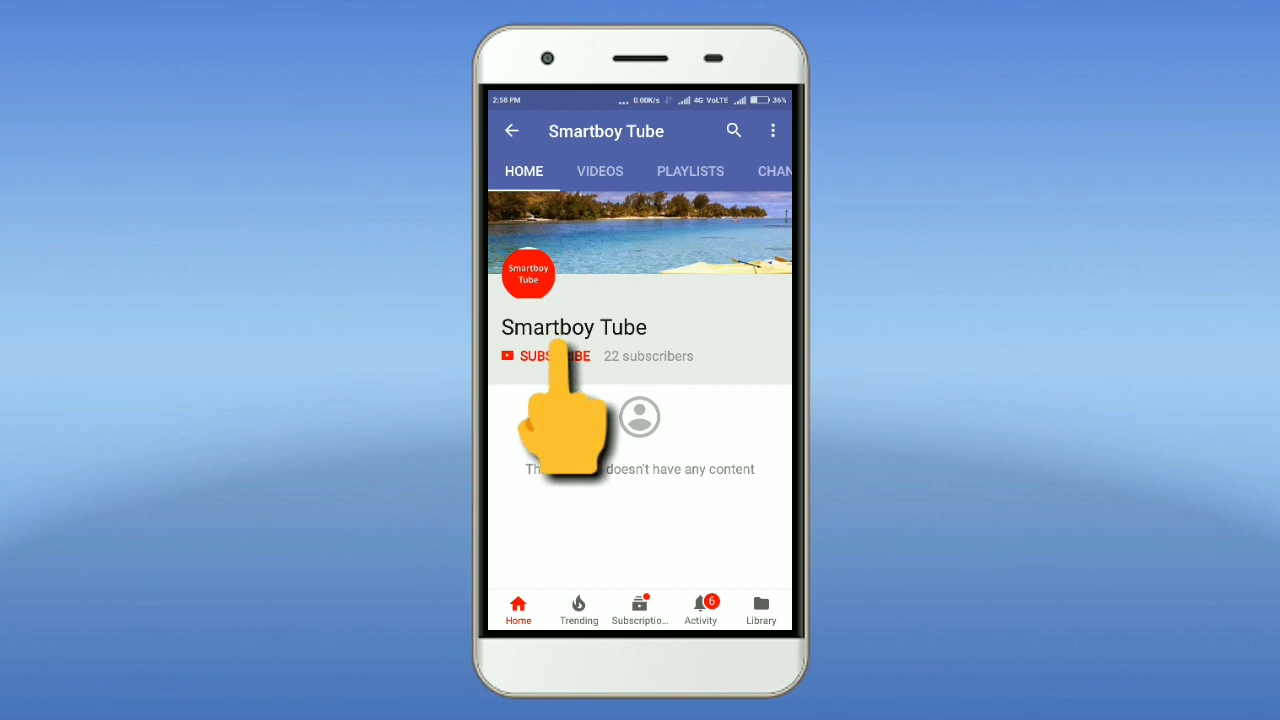 2:58 PM ... 0.00K/s 4G VoLTE 36%
Smartboy Tube
HOME VIDEOS PLAYLISTS CHAN
Smartboy
Tube
Smartboy Tube
SUBSCRIBE 22 subscribers
doesn't have any content
6
Home Trending Subscriptio... Activity Library